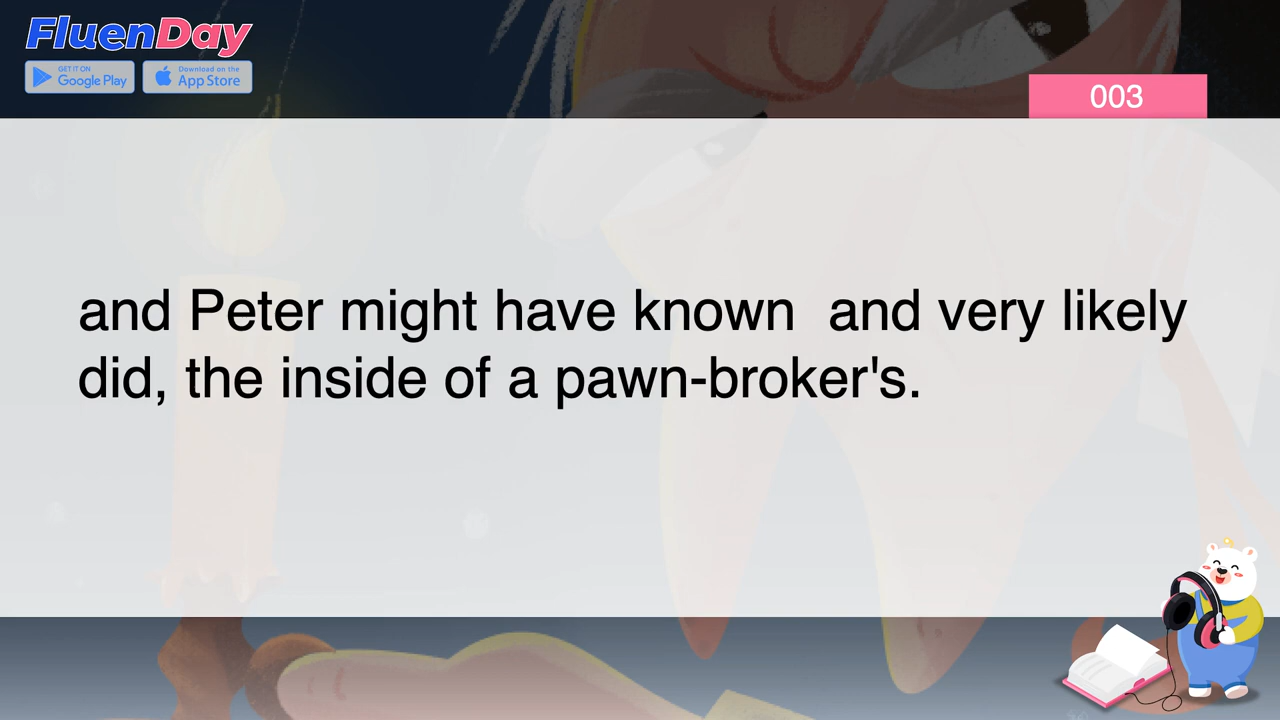 FluenDay
GET IT ON
Google Play
Download on the
App Store
003
and Peter might have known  and very likely
did, the inside of a pawn-broker's.